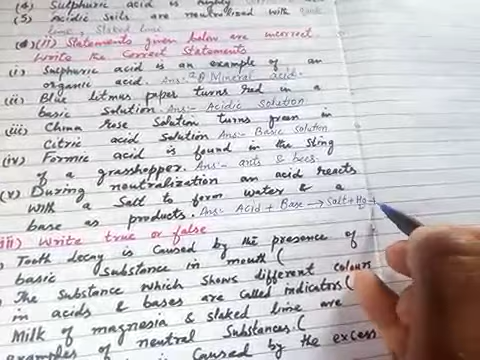 (4) Sulphuric acid is highly
(5) Acidic soils are neutralized with quick
lime, slaked lime
(ii) Statements given below are incorrect
Write the correct Statements
(i) Sulphuric acid is an example of an
organic acid. Ans:- Mineral acid.
(ii) Blue litmus paper turns red in a
basic solution. Ans:- Acidic solution
(iii) China rose solution turns green in
citric acid solution Ans:- Basic solution
(iv) Formic acid is found in the sting
of a grasshopper. Ans:- ants & bees.
(v) During neutralization an acid reacts
with a Salt to form water & a
base as products. Ans: Acid + Base → Salt + H2O +
iii) Write true or false
Tooth decay is caused by the presence of
basic substance in mouth (
The substance which shows different colours
in acids & bases are called indicators (
Milk of magnesia & slaked lime are
examples of neutral substances. (
is caused by the excess